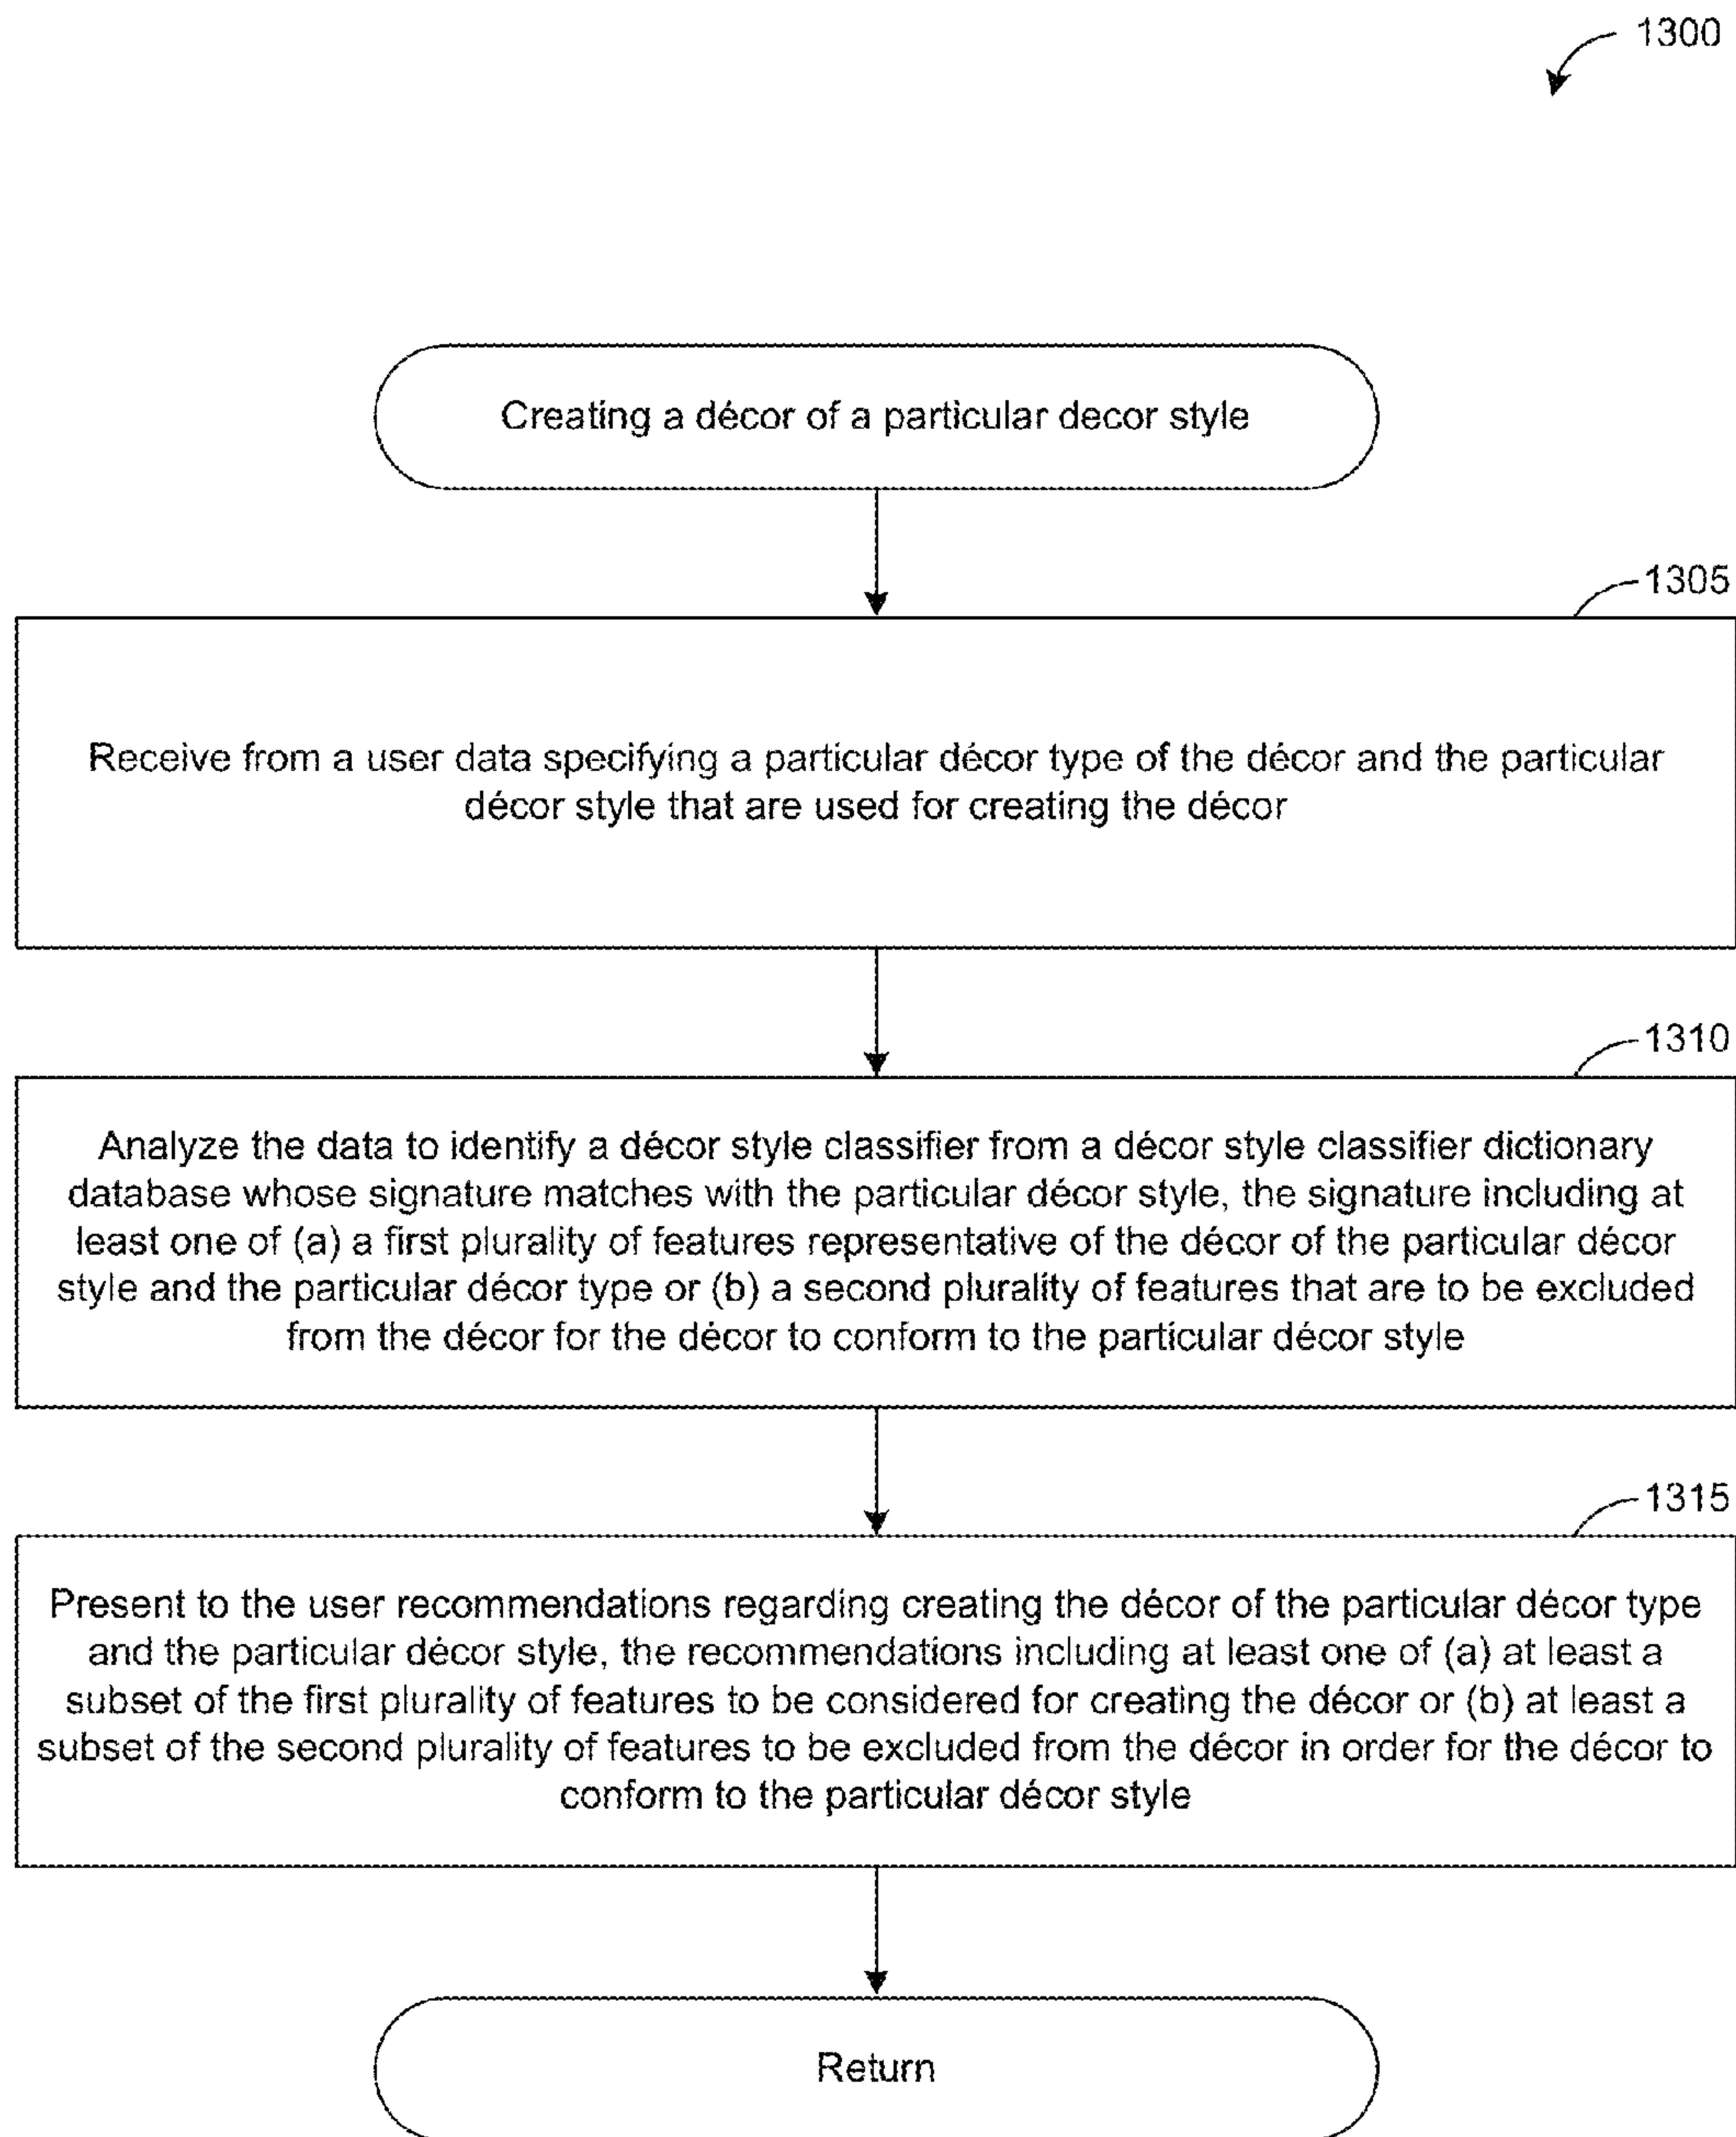 1300
Creating a décor of a particular decor style
1305
Receive from a user data specifying a particular décor type of the décor and the particular
décor style that are used for creating the décor
1310
Analyze the data to identify a décor style classifier from a décor style classifier dictionary
database whose signature matches with the particular décor style, the signature including at
least one of (a) a first plurality of features representative of the décor of the particular décor
style and the particular décor type or (b) a second plurality of features that are to be excluded
from the décor for the décor to conform to the particular décor style
1315
Present to the user recommendations regarding creating the décor of the particular décor type
and the particular décor style, the recommendations including at least one of (a) at least a
subset of the first plurality of features to be considered for creating the décor or (b) at least a
subset of the second plurality of features to be excluded from the décor in order for the décor to
conform to the particular décor style
Return